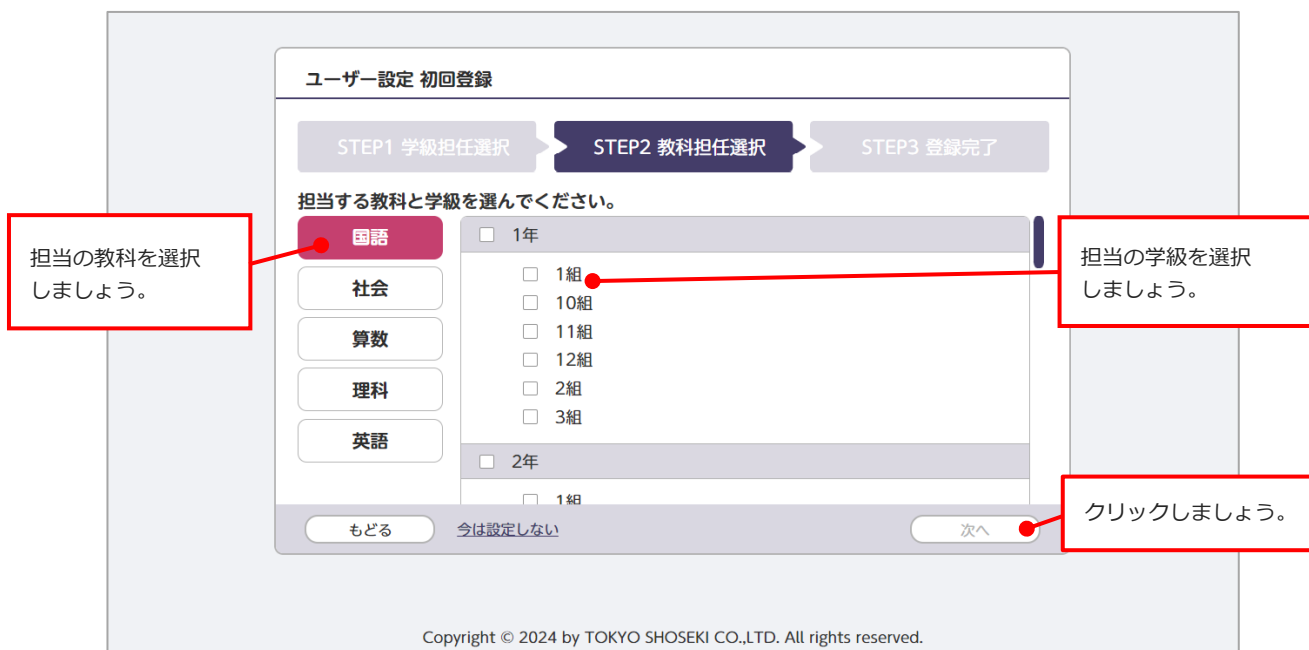 ユーザー設定 初回登録
STEP1 学級担任選択
STEP2 教科担任選択
STEP3 登録完了
担当する教科と学級を選んでください。
担当の教科を選択
しましょう。
国語
社会
算数
理科
英語
1年
1組
10組
11組
12組
2組
3組
2年
1組
担当の学級を選択
しましょう。
もどる
今は設定しない
次へ
クリックしましょう。
Copyright © 2024 by TOKYO SHOSEKI CO.,LTD. All rights reserved.